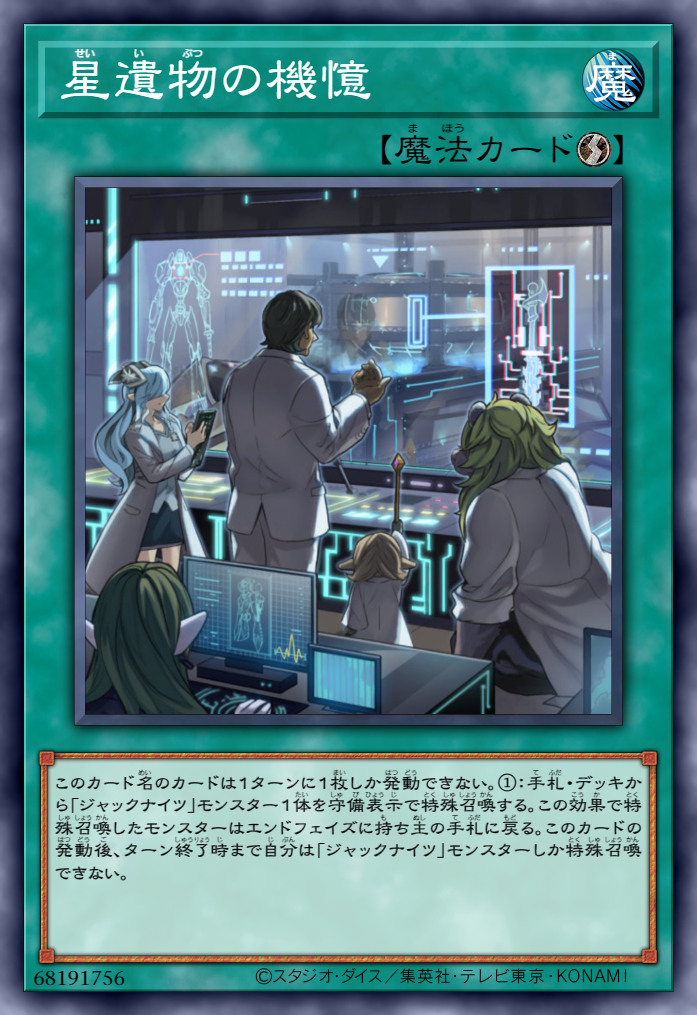 星遺物の機憶
魔
【魔法カード】
このカード名のカードは1ターンに1枚しか発動できない。①：手札・デッキか
ら「ジャックナイツ」モンスター1体を守備表示で特殊召喚する。この効果で特
殊召喚したモンスターはエンドフェイズに持ち主の手札に戻る。このカードの
発動後、ターン終了時まで自分は「ジャックナイツ」モンスターしか特殊召喚
できない。
68191756
©スタジオ・ダイス／集英社・テレビ東京・KONAMI